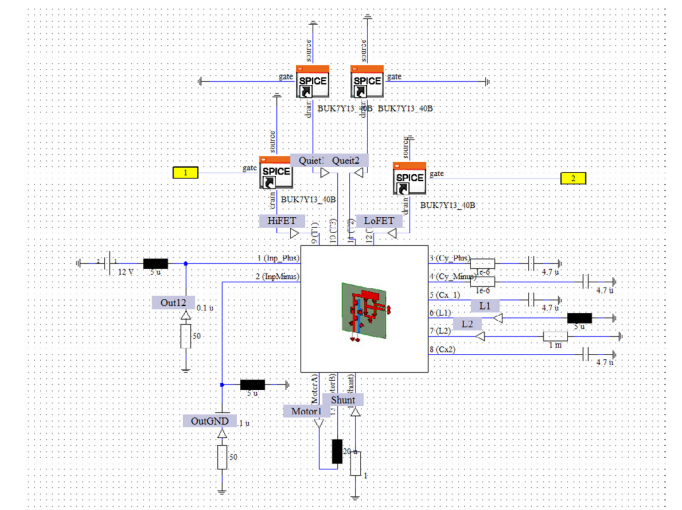 source
source
gate
SPICE
SPICE
gate
drain
BUK7Y13_40B
drain
BUK7Y13_40B
source
source
1
gate
SPICE
Quiet1
Queit2
SPICE
gate
2
drain
BUK7Y13_40B
drain
BUK7Y13_40B
HiFET
LoFET
9 (T1)
12 V
5 u
1 (Inp_Plus)
3 (Cy_Plus)
1e-6
4.7 u
2 (InpMinus)
4 (Cy_Minus)
1e-6
4.7 u
5 (Cx_1)
4.7 u
Out12
0.1 u
L1
6 (L1)
5 u
L2
50
7 (L2)
1 m
8 (Cx2)
4.7 u
5 u
Shunt
Motor1
OutGND
50
20 u
1